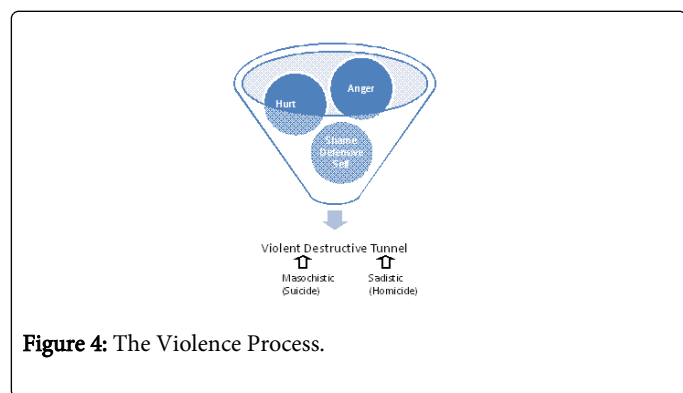 Anger
Hurt
Shame
Defensive
Self
Violent Destructive Tunnel
Masochistic Sadistic
(Suicide) (Homicide)
Figure 4: The Violence Process.